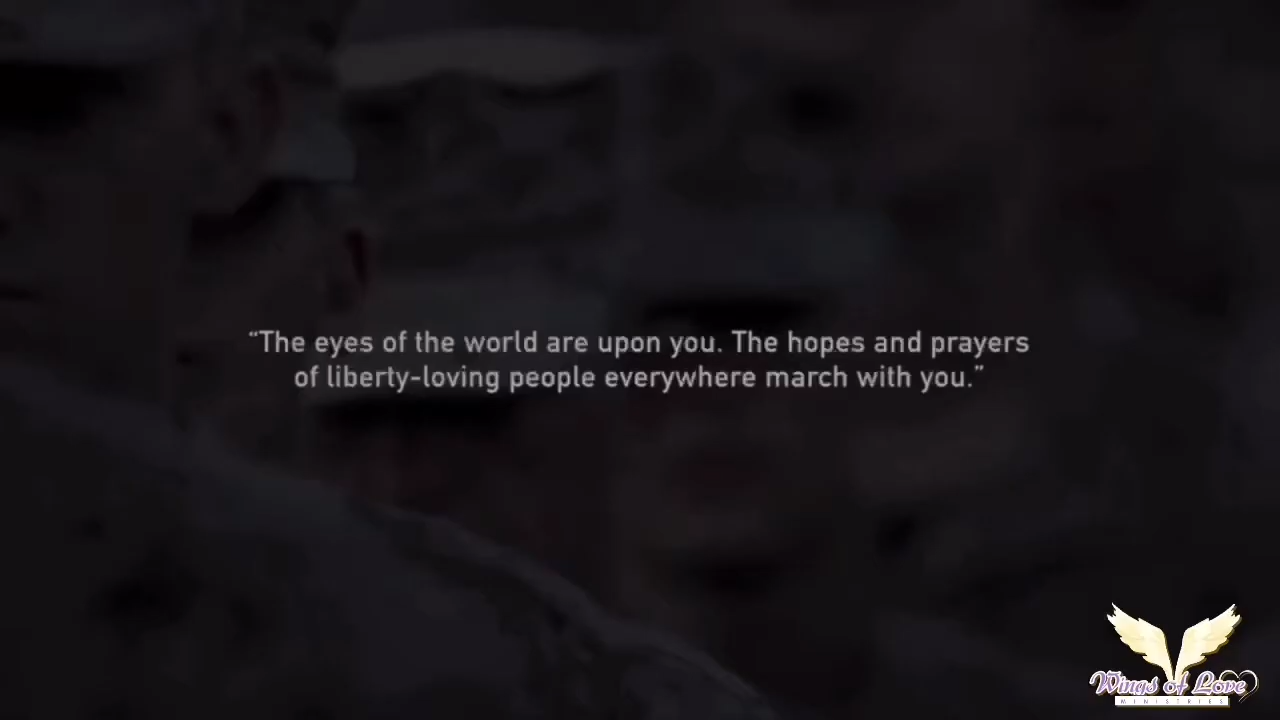 “The eyes of the world are upon you. The hopes and prayers
of liberty-loving people everywhere march with you.”
Wings of Love
MINISTRIES